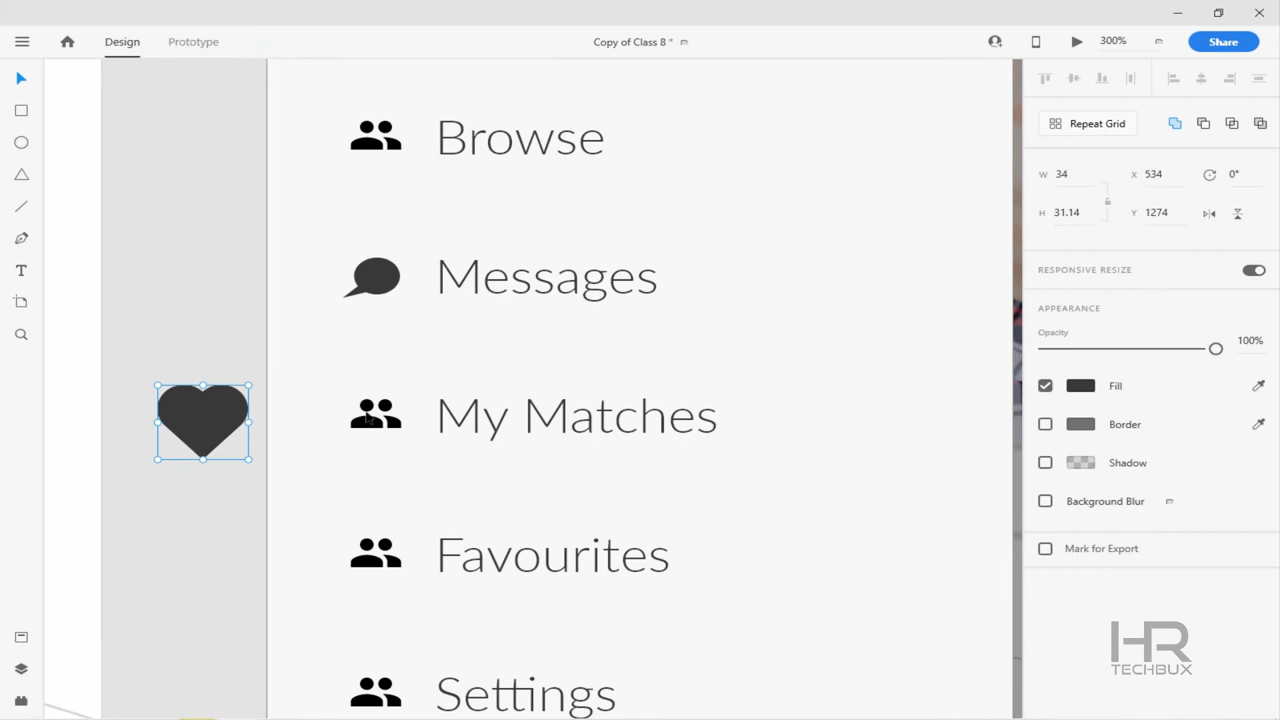 Design
Prototype
Copy of Class 8 *
300%
Share
Browse
Messages
My Matches
Favourites
Settings
Repeat Grid
W 34
X 534
0°
H 31.14
Y 1274
RESPONSIVE RESIZE
APPEARANCE
Opacity
100%
Fill
Border
Shadow
Background Blur
Mark for Export
HR
TECHBUX